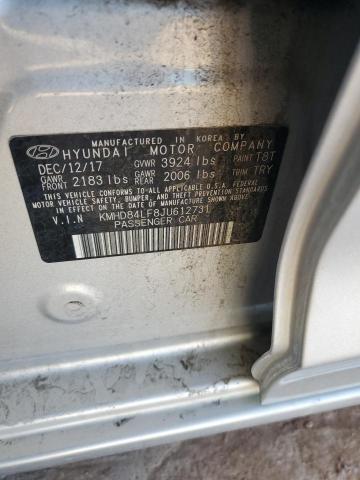 MANUFACTURED IN KOREA BY
HYUNDAI MOTOR COMPANY
DEC/12/17 GVWR 3924 lbs PAINT T8T
GAWR FRONT 2183 lbs GAWR REAR 2006 lbs TRIM TRY
THIS VEHICLE CONFORMS TO ALL APPLICABLE U.S. FEDERAL
MOTOR VEHICLE SAFETY, BUMPER, AND THEFT PREVENTION STANDARDS
IN EFFECT ON THE DATE OF MANUFACTURE SHOWN ABOVE
V.I.N KMHD84LF8JU612731
PASSENGER CAR